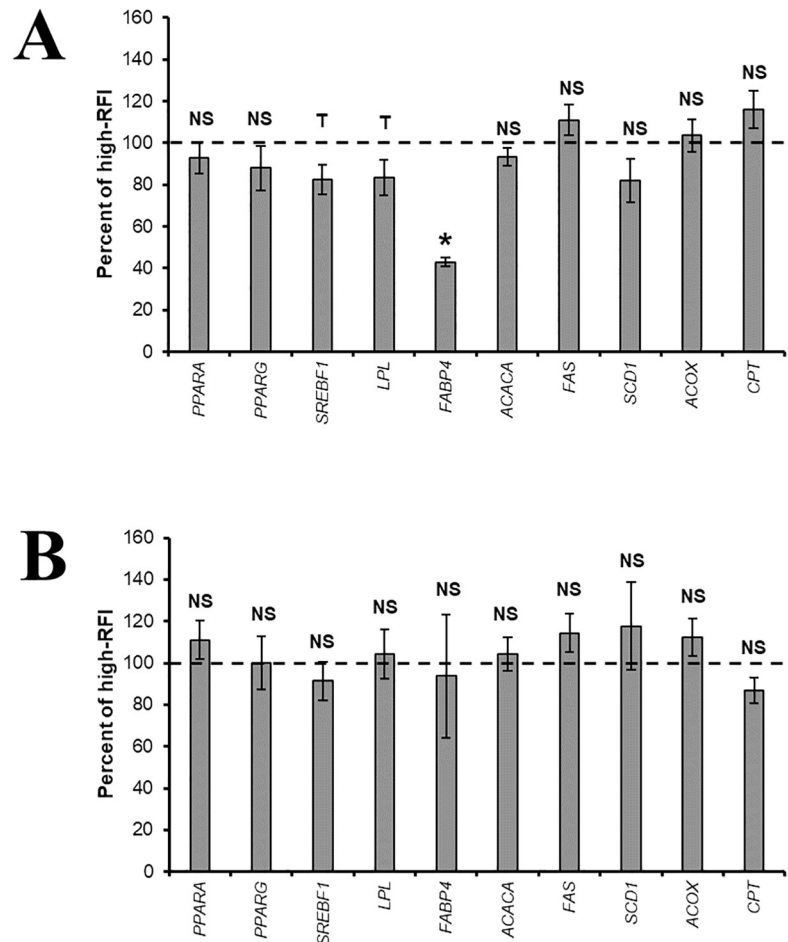 A
Percent of high-RFI
160
140
120
100
80
60
40
20
0
NS NS T T * NS NS NS NS NS
PPARA PPARG SREBF1 LPL FABP4 ACACA FAS SCD1 ACOX CPT
B
Percent of high-RFI
160
140
120
100
80
60
40
20
0
NS NS NS NS NS NS NS NS NS NS
PPARA PPARG SREBF1 LPL FABP4 ACACA FAS SCD1 ACOX CPT